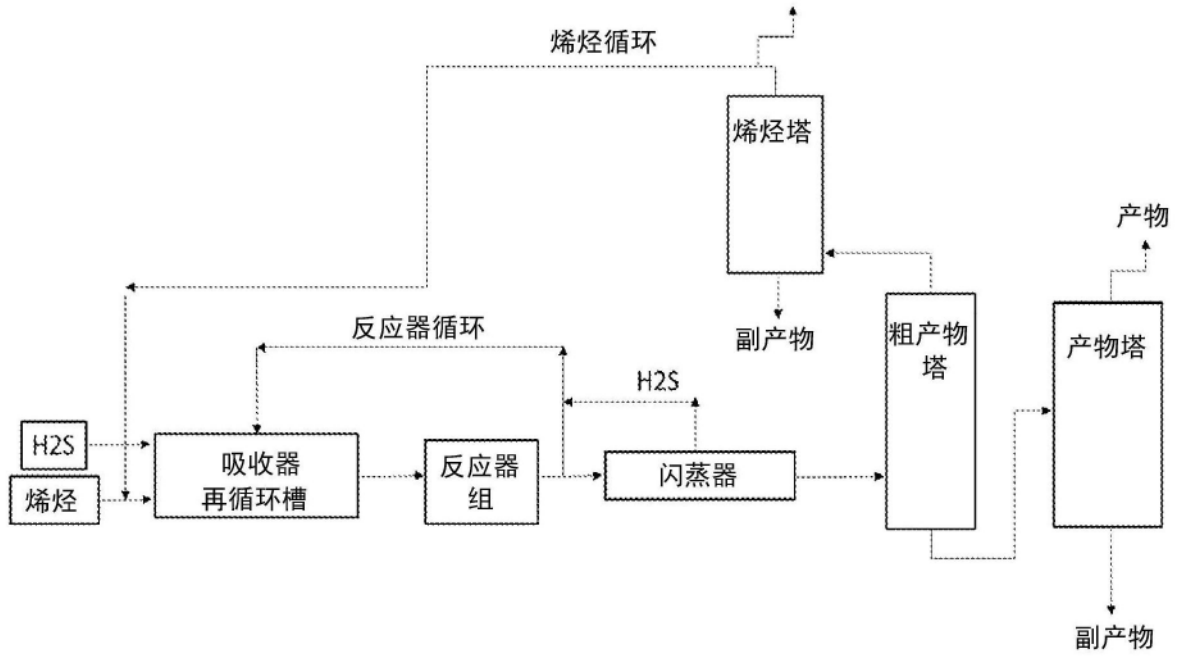 烯烃循环
烯烃塔
产物
副产物
粗产物
塔
产物塔
反应器循环
H2S
H2S
烯烃
吸收器
再循环槽
反应器
组
闪蒸器
副产物